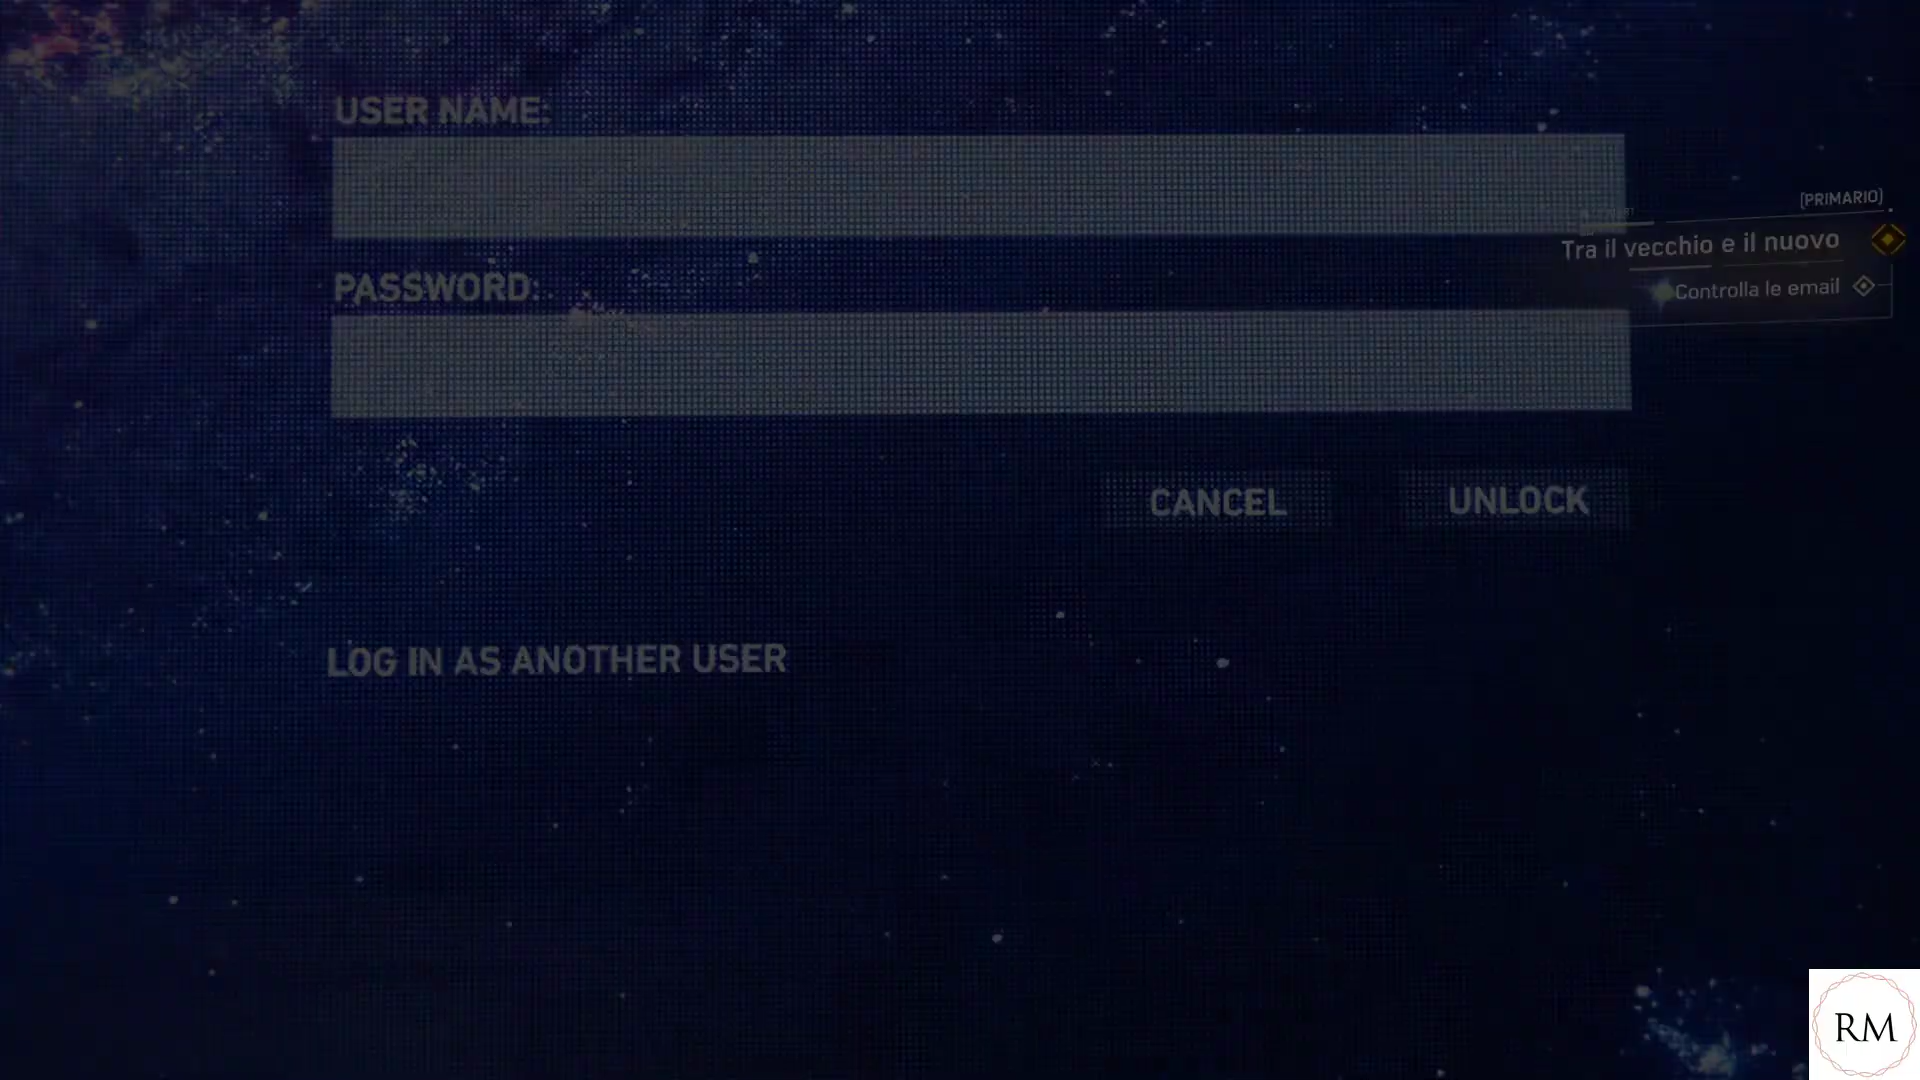 USER NAME:
PASSWORD:
CANCEL
UNLOCK
LOG IN AS ANOTHER USER
[PRIMARIO]
Tra il vecchio e il nuovo
Controlla le email
RM